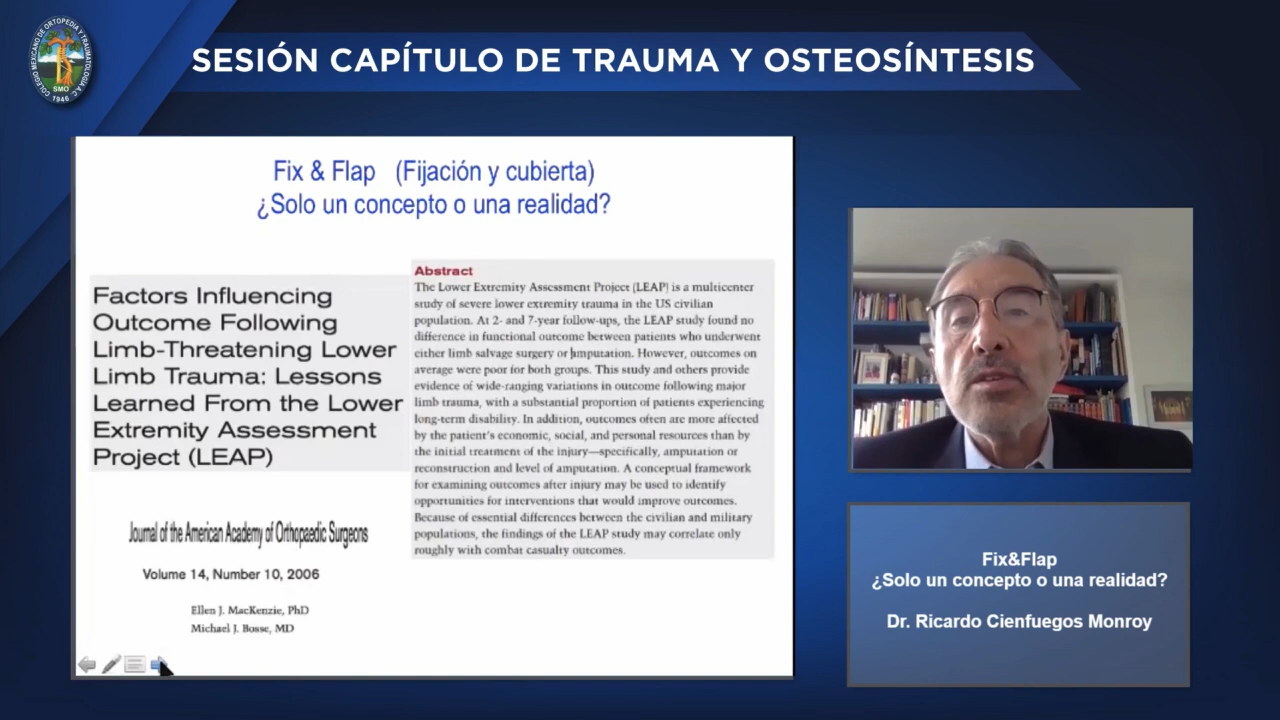 COLEGIO MEXICANO DE ORTOPEDIA Y TRAUMATOLOGÍA A.C.
SMO
1946
SESIÓN CAPÍTULO DE TRAUMA Y OSTEOSÍNTESIS
Fix & Flap (Fijación y cubierta)
¿Solo un concepto o una realidad?
Factors Influencing
Outcome Following
Limb-Threatening Lower
Limb Trauma: Lessons
Learned From the Lower
Extremity Assessment
Project (LEAP)
Journal of the American Academy of Orthopaedic Surgeons
Volume 14, Number 10, 2006
Ellen J. MacKenzie, PhD
Michael J. Bosse, MD
Abstract
The Lower Extremity Assessment Project (LEAP) is a multicenter
study of severe lower extremity trauma in the US civilian
population. At 2- and 7-year follow-ups, the LEAP study found no
difference in functional outcome between patients who underwent
either limb salvage surgery or amputation. However, outcomes on
average were poor for both groups. This study and others provide
evidence of wide-ranging variations in outcome following major
limb trauma, with a substantial proportion of patients experiencing
long-term disability. In addition, outcomes often are more affected
by the patient's economic, social, and personal resources than by
the initial treatment of the injury—specifically, amputation or
reconstruction and level of amputation. A conceptual framework
for examining outcomes after injury may be used to identify
opportunities for interventions that would improve outcomes.
Because of essential differences between the civilian and military
populations, the findings of the LEAP study may correlate only
roughly with combat casualty outcomes.
Fix&Flap
¿Solo un concepto o una realidad?
Dr. Ricardo Cienfuegos Monroy